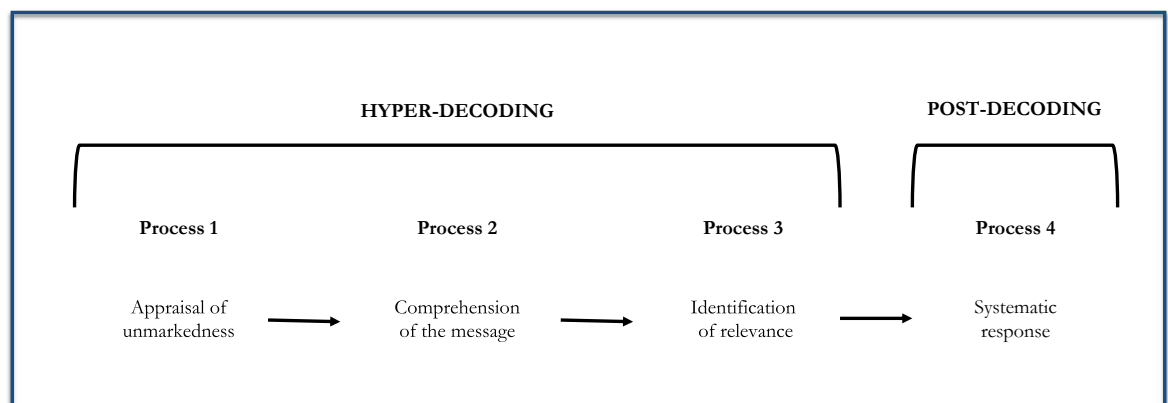 HYPER-DECODING
POST-DECODING
Process 1
Process 2
Process 3
Process 4
Appraisal of
unmarkedness
Comprehension
of the message
Identification
of relevance
Systematic
response